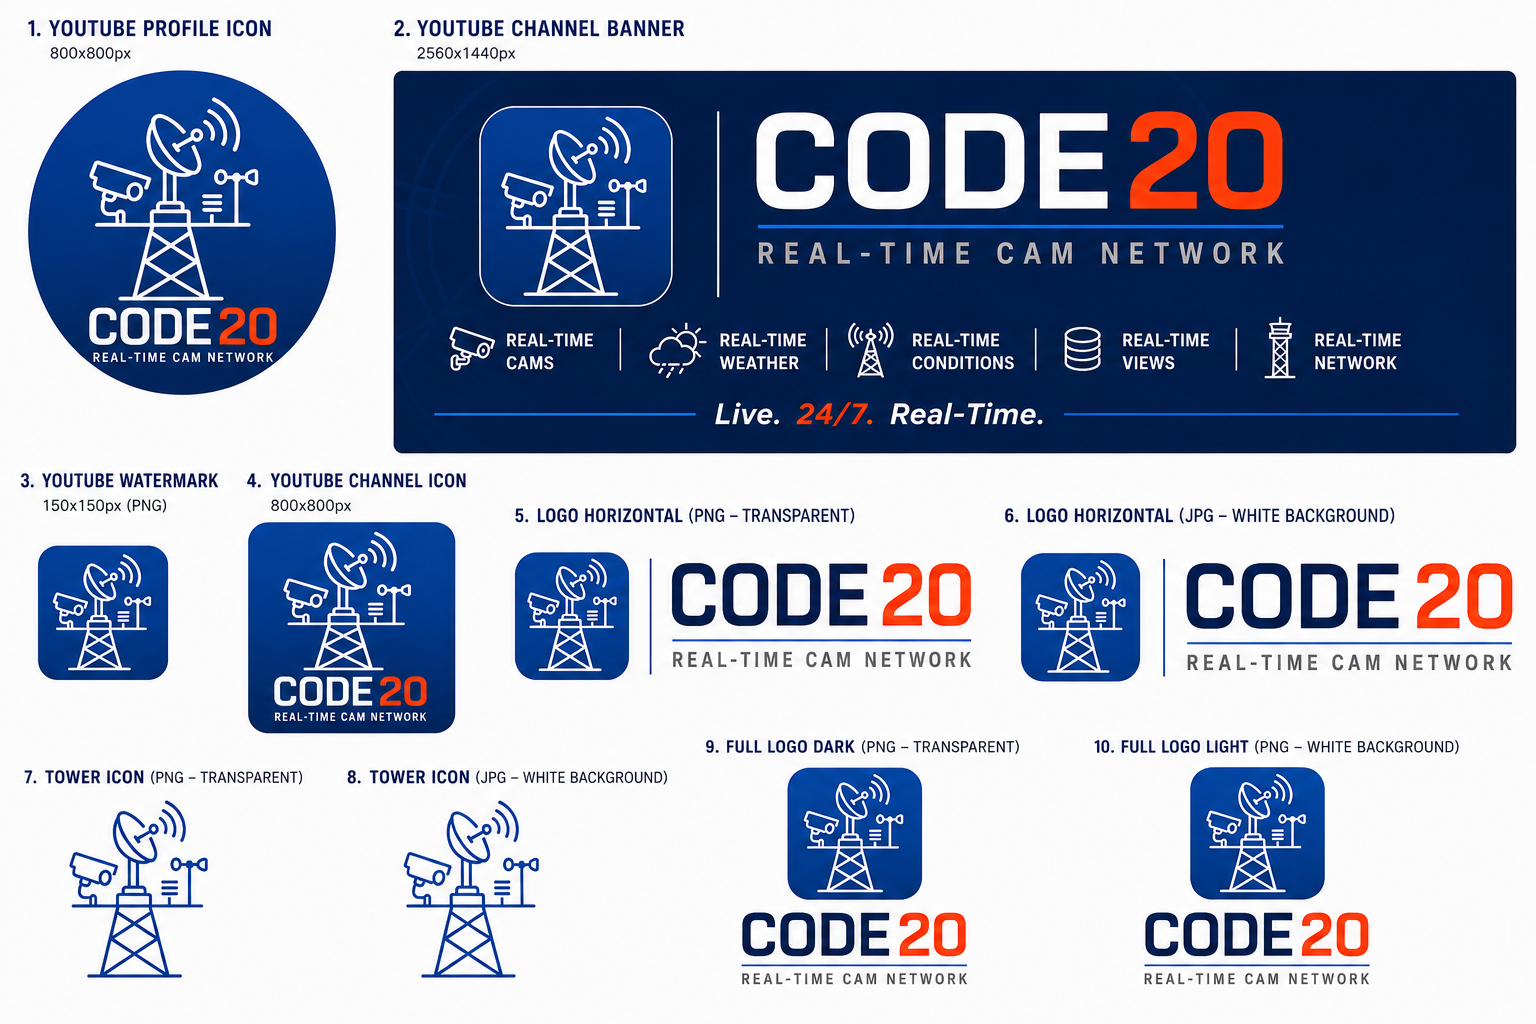 1. YOUTUBE PROFILE ICON
800x800px
CODE 20
REAL-TIME CAM NETWORK
2. YOUTUBE CHANNEL BANNER
2560x1440px
CODE 20
REAL-TIME CAM NETWORK
REAL-TIME
CAMS
REAL-TIME
WEATHER
REAL-TIME
CONDITIONS
REAL-TIME
VIEWS
REAL-TIME
NETWORK
Live. 24/7. Real-Time.
3. YOUTUBE WATERMARK
150x150px (PNG)
4. YOUTUBE CHANNEL ICON
800x800px
CODE 20
REAL-TIME CAM NETWORK
5. LOGO HORIZONTAL (PNG – TRANSPARENT)
CODE 20
REAL-TIME CAM NETWORK
6. LOGO HORIZONTAL (JPG – WHITE BACKGROUND)
CODE 20
REAL-TIME CAM NETWORK
7. TOWER ICON (PNG – TRANSPARENT)
8. TOWER ICON (JPG – WHITE BACKGROUND)
9. FULL LOGO DARK (PNG – TRANSPARENT)
CODE 20
REAL-TIME CAM NETWORK
10. FULL LOGO LIGHT (PNG – WHITE BACKGROUND)
CODE 20
REAL-TIME CAM NETWORK